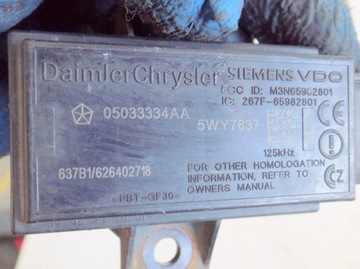 DaimlerChrysler
SIEMENS VDO
FCC ID: M3N65982801
IC: 267F-65982801
05033334AA
5WY7637
125kHz
637B1/626402718
FOR OTHER HOMOLOGATION
INFORMATION, REFER TO
OWNERS MANUAL
>PBT-GF30<